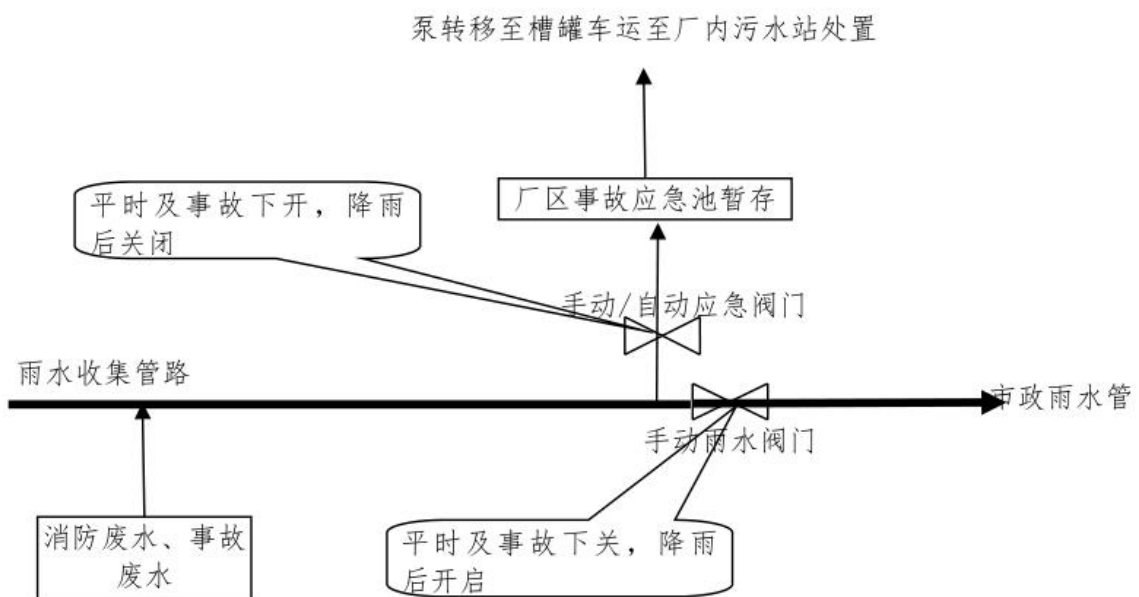 泵转移至槽罐车运至厂内污水站处置
厂区事故应急池暂存
平时及事故下开，降雨
后关闭
手动/自动应急阀门
雨水收集管路
市政雨水管
手动雨水阀门
消防废水、事故
废水
平时及事故下关，降雨
后开启